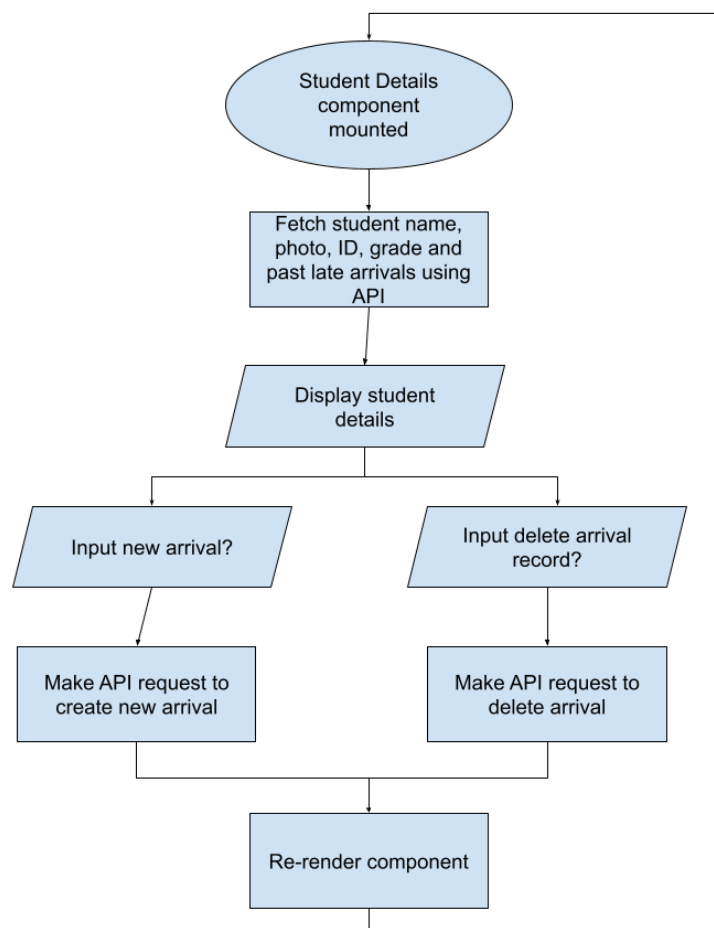 Student Details
component
mounted
Fetch student name,
photo, ID, grade and
past late arrivals using
API
Display student
details
Input new arrival?
Input delete arrival
record?
Make API request to
create new arrival
Make API request to
delete arrival
Re-render component